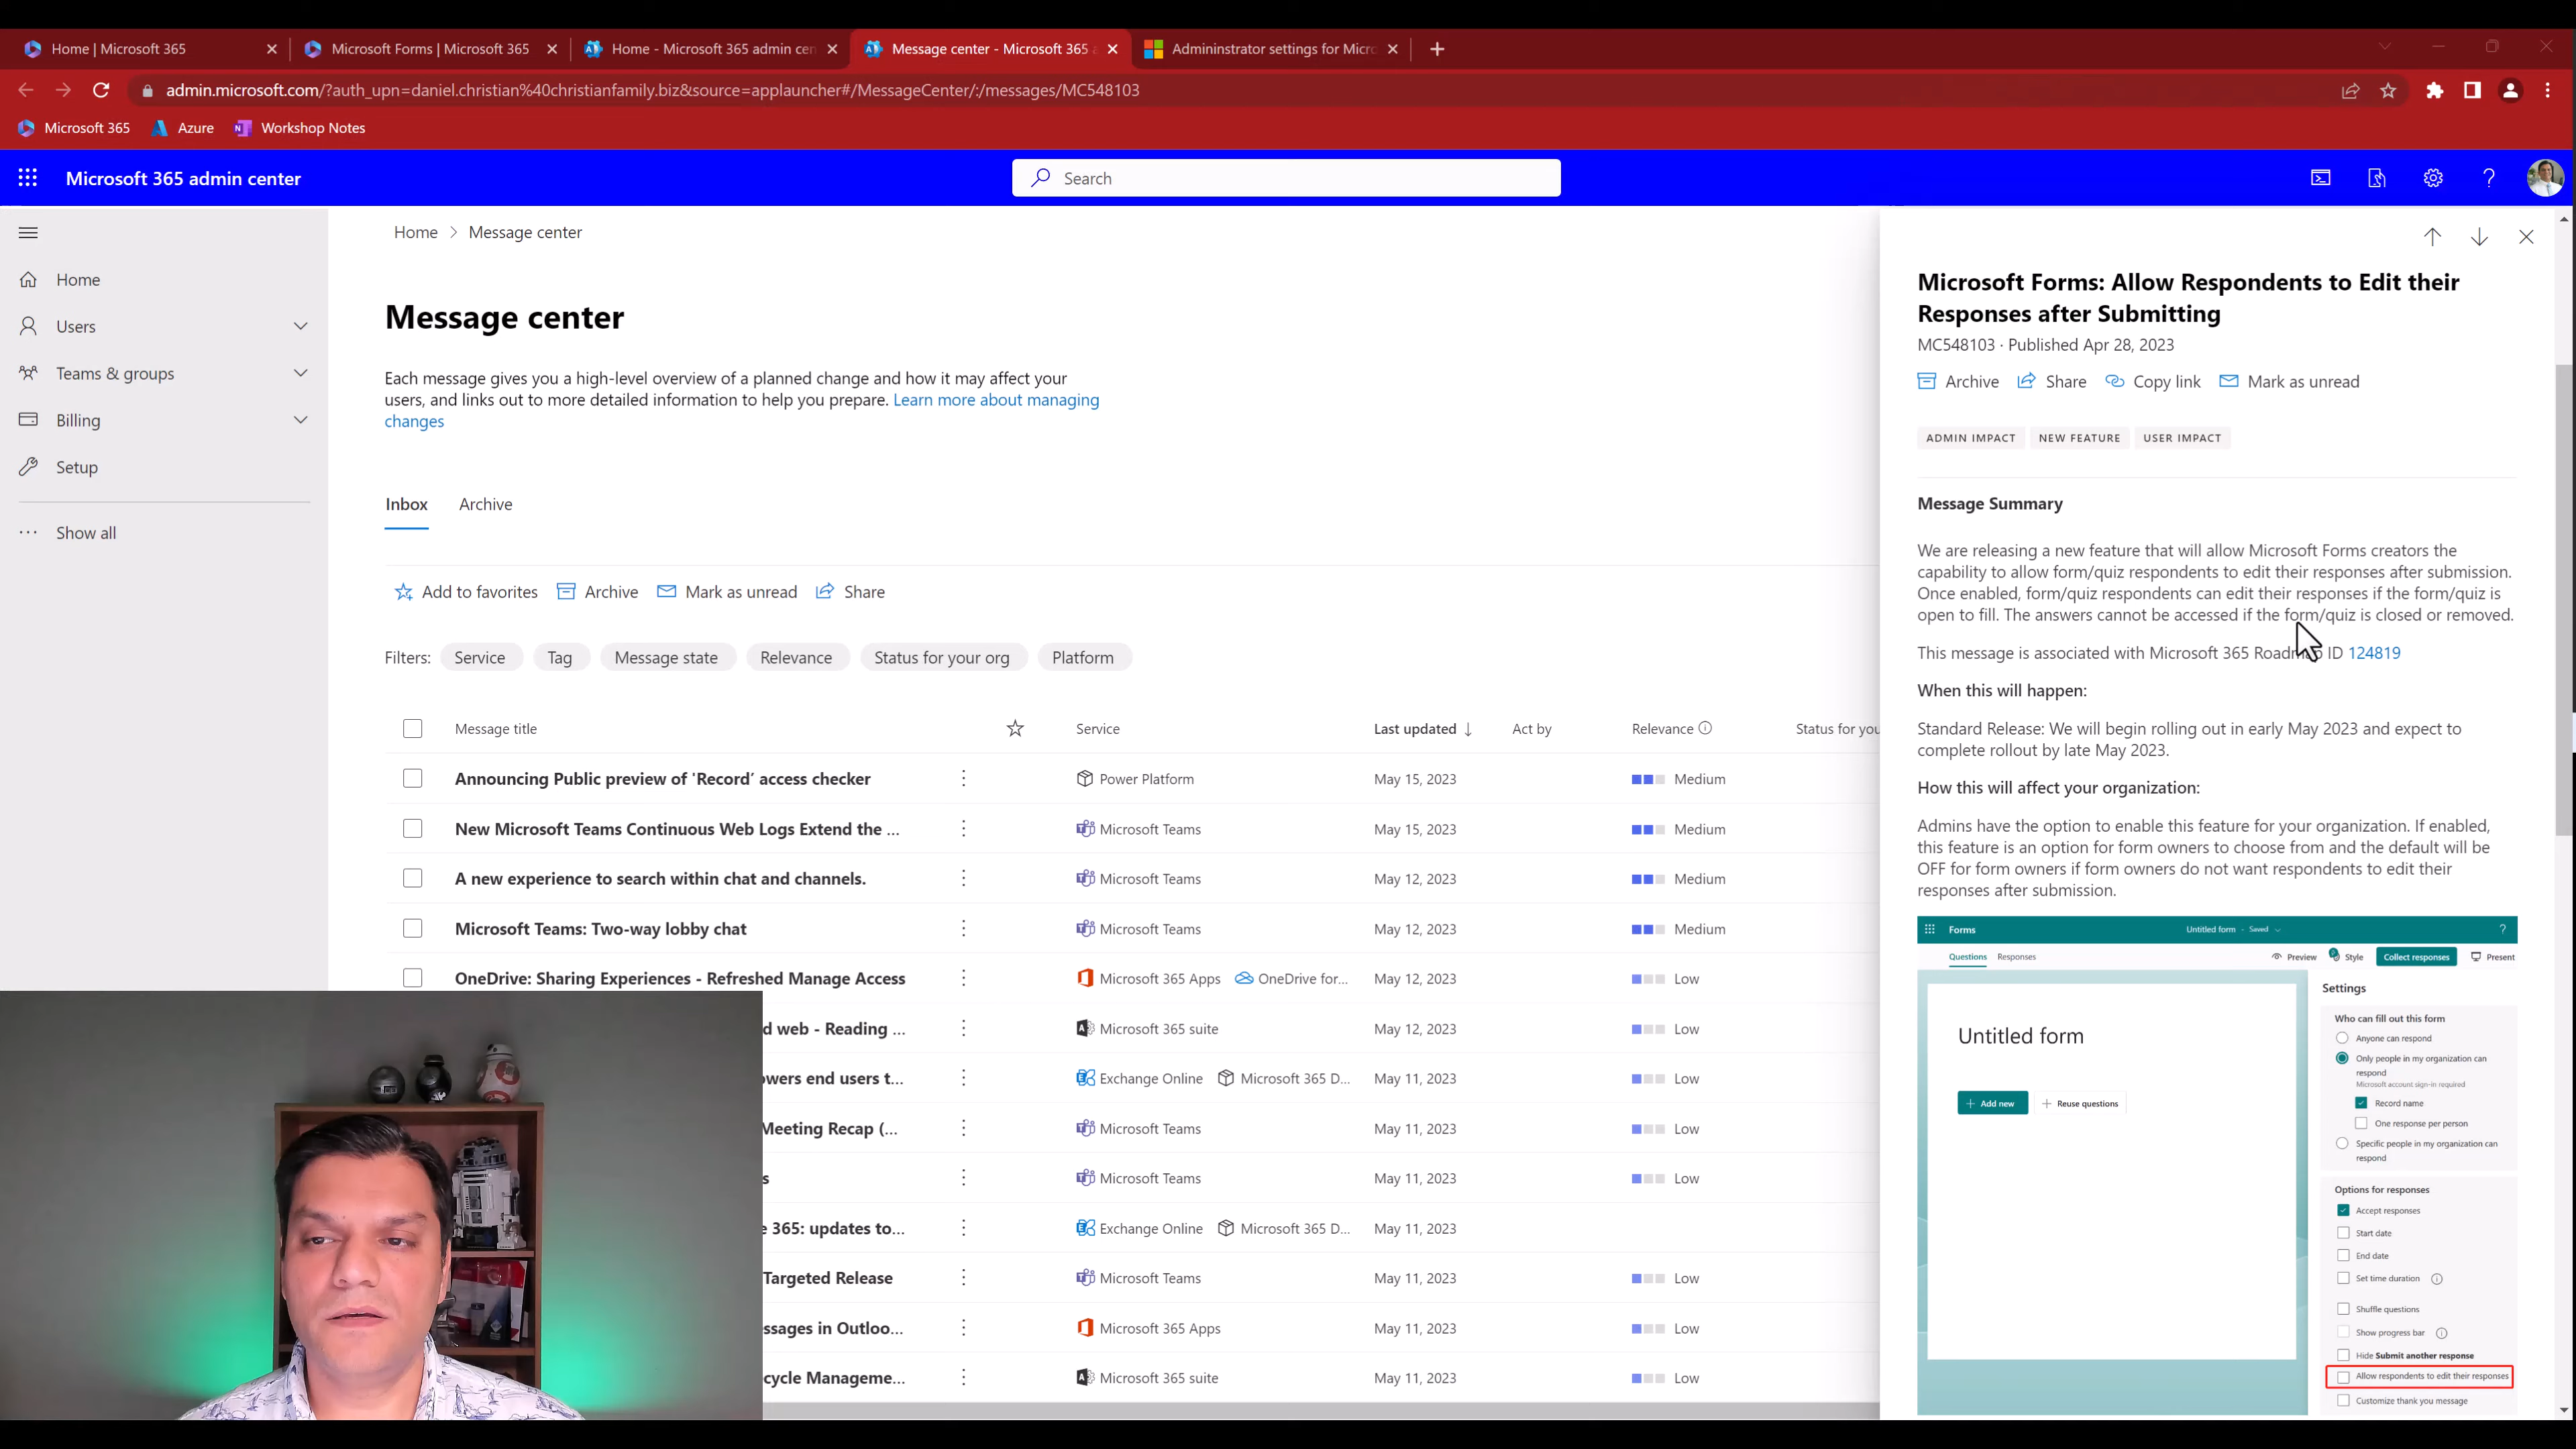 Home | Microsoft 365
Microsoft Forms | Microsoft 365
Home - Microsoft 365 admin cen
Message center - Microsoft 365 a
Admininstrator settings for Micro
admin.microsoft.com/?auth_upn=daniel.christian%40christianfamily.biz&source=applauncher#/MessageCenter/:/messages/MC548103
Microsoft 365 Azure Workshop Notes
Microsoft 365 admin center
Search
Home
Users
Teams & groups
Billing
Setup
Show all
Home > Message center
Message center
Each message gives you a high-level overview of a planned change and how it may affect your
users, and links out to more detailed information to help you prepare. Learn more about managing
changes
Inbox Archive
Add to favorites Archive Mark as unread Share
Filters: Service Tag Message state Relevance Status for your org Platform
Message title Service Last updated ↓ Act by Relevance Status for you
Announcing Public preview of 'Record' access checker Power Platform May 15, 2023 Medium
New Microsoft Teams Continuous Web Logs Extend the ... Microsoft Teams May 15, 2023 Medium
A new experience to search within chat and channels. Microsoft Teams May 12, 2023 Medium
Microsoft Teams: Two-way lobby chat Microsoft Teams May 12, 2023 Medium
OneDrive: Sharing Experiences - Refreshed Manage Access Microsoft 365 Apps OneDrive for... May 12, 2023 Low
d web - Reading ... Microsoft 365 suite May 12, 2023 Low
owers end users t... Exchange Online Microsoft 365 D... May 11, 2023 Low
Meeting Recap (... Microsoft Teams May 11, 2023 Low
s Microsoft Teams May 11, 2023 Low
e 365: updates to... Exchange Online Microsoft 365 D... May 11, 2023 Low
Targeted Release Microsoft Teams May 11, 2023 Low
ssages in Outloo... Microsoft 365 Apps May 11, 2023 Low
ecycle Manageme... Microsoft 365 suite May 11, 2023 Low
Microsoft Forms: Allow Respondents to Edit their
Responses after Submitting
MC548103 · Published Apr 28, 2023
Archive Share Copy link Mark as unread
ADMIN IMPACT NEW FEATURE USER IMPACT
Message Summary
We are releasing a new feature that will allow Microsoft Forms creators the
capability to allow form/quiz respondents to edit their responses after submission.
Once enabled, form/quiz respondents can edit their responses if the form/quiz is
open to fill. The answers cannot be accessed if the form/quiz is closed or removed.
This message is associated with Microsoft 365 Roadmap ID 124819
When this will happen:
Standard Release: We will begin rolling out in early May 2023 and expect to
complete rollout by late May 2023.
How this will affect your organization:
Admins have the option to enable this feature for your organization. If enabled,
this feature is an option for form owners to choose from and the default will be
OFF for form owners if form owners do not want respondents to edit their
responses after submission.
Forms Untitled form - Saved ?
Questions Responses Preview Style Collect responses Present
Settings
Untitled form
+ Add new + Reuse questions
Who can fill out this form
Anyone can respond
Only people in my organization can
respond
Microsoft account sign-in required
Record name
One response per person
Specific people in my organization can
respond
Options for responses
Accept responses
Start date
End date
Set time duration
Shuffle questions
Show progress bar
Hide Submit another response
Allow respondents to edit their responses
Customize thank you message